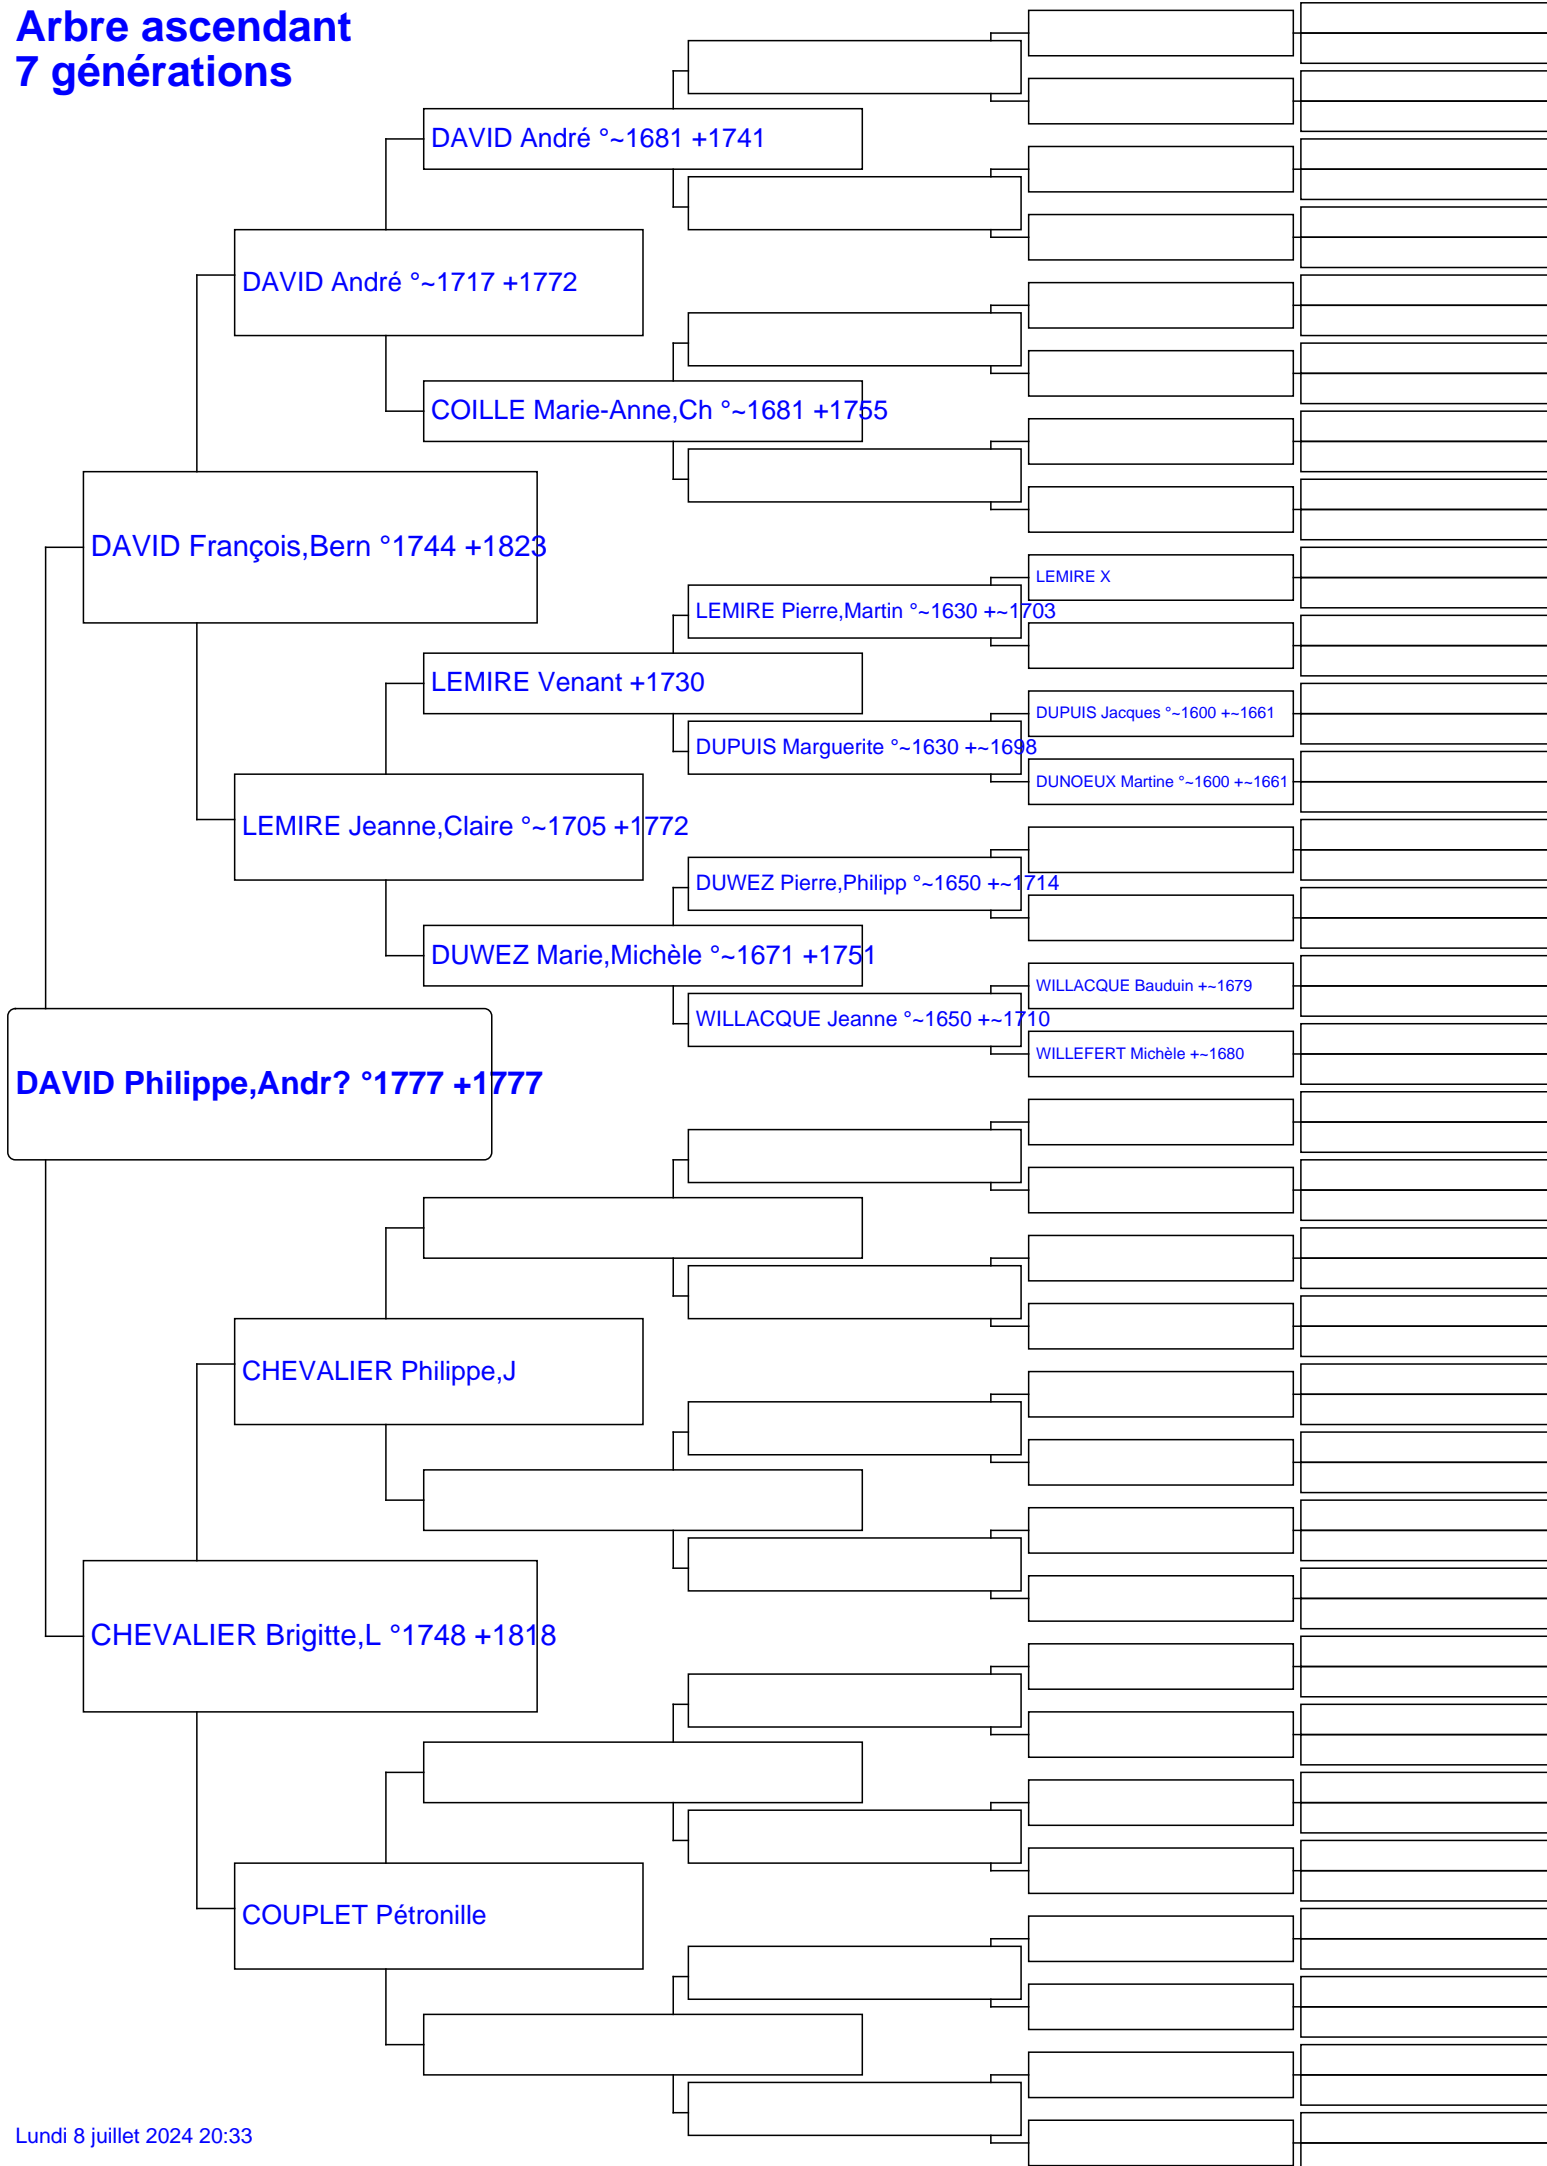 Arbre ascendant
7 générations
DAVID André °~1681 +1741
DAVID André °~1717 +1772
COILLE Marie-Anne,Ch °~1681 +1755
DAVID François,Bern °1744 +1823
LEMIRE X
LEMIRE Pierre,Martin °~1630 +~1703
LEMIRE Venant +1730
DUPUIS Jacques °~1600 +~1661
DUPUIS Marguerite °~1630 +~1698
DUNOEUX Martine °~1600 +~1661
LEMIRE Jeanne,Claire °~1705 +1772
DUWEZ Pierre,Philipp °~1650 +~1714
DUWEZ Marie,Michèle °~1671 +1751
WILLACQUE Bauduin +~1679
WILLACQUE Jeanne °~1650 +~1710
WILLEFERT Michèle +~1680
DAVID Philippe,Andr? °1777 +1777
CHEVALIER Philippe,J
CHEVALIER Brigitte,L °1748 +1818
COUPLET Pétronille
Lundi 8 juillet 2024 20:33